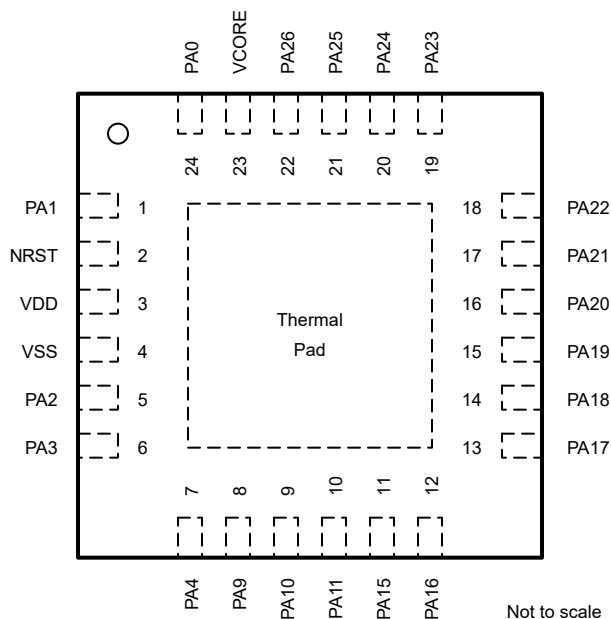 PA0 VCORE PA26 PA25 PA24 PA23
24 23 22 21 20 19
PA1 1 18 PA22
NRST 2 17 PA21
VDD 3 16 PA20
Thermal
VSS 4 15 PA19
Pad
PA2 5 14 PA18
PA3 6 13 PA17
7 8 9 10 11 12
PA4 PA9 PA10 PA11 PA15 PA16
Not to scale